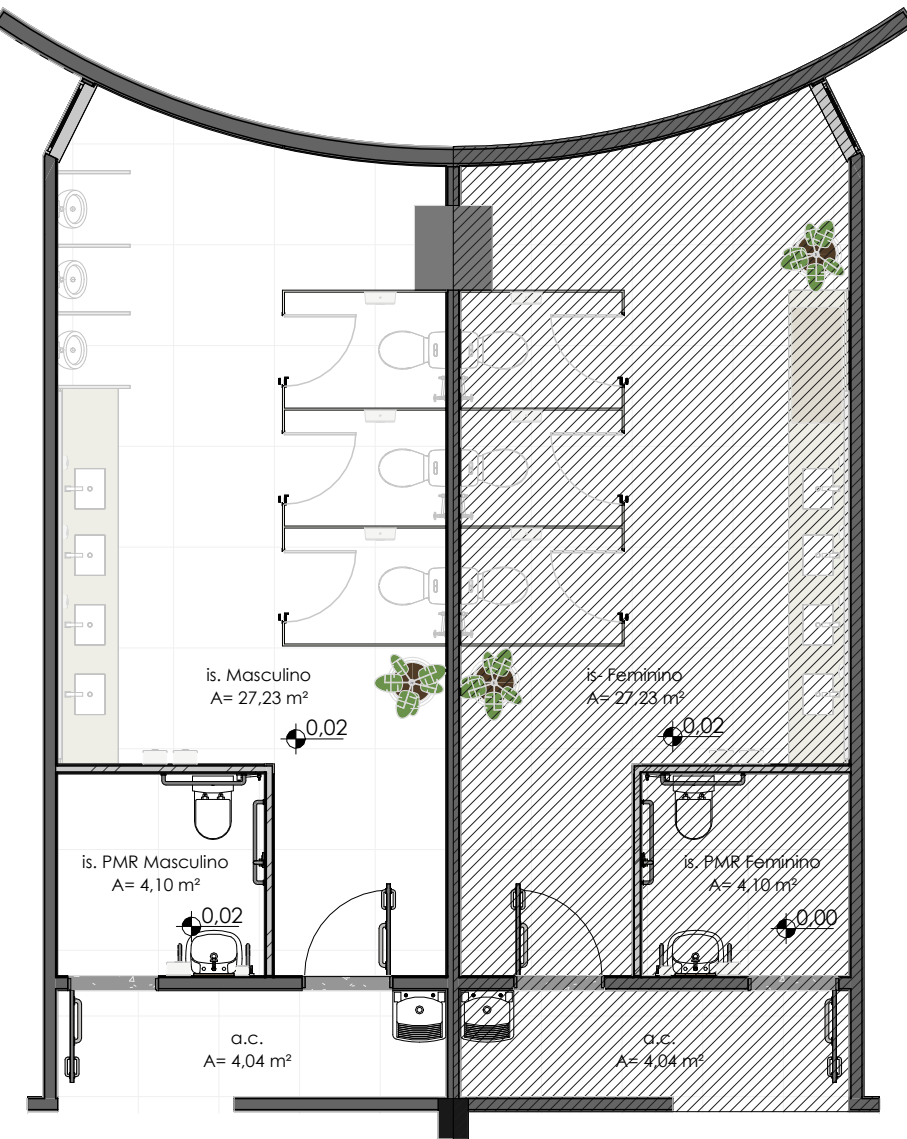 is. Masculino
A= 27,23 m²
0,02
is- Feminino
A= 27,23 m²
0,02
is. PMR Masculino
A= 4,10 m²
0,02
is. PMR Feminino
A= 4,10 m²
0,00
a.c.
A= 4,04 m²
a.c.
A= 4,04 m²